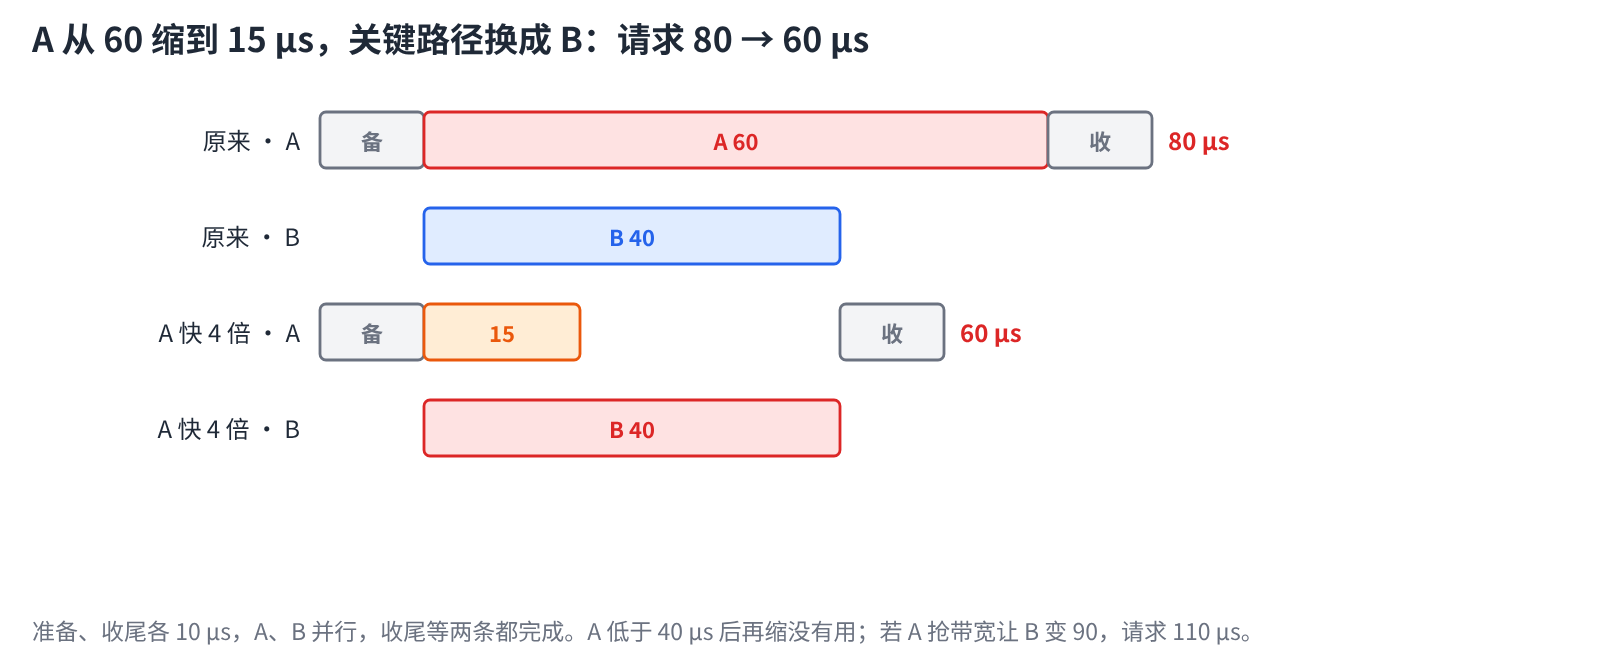 A 从 60 缩到 15 μs，关键路径换成 B：请求 80 → 60 μs
原来 · A
备
A 60
收
80 μs
原来 · B
B 40
A 快 4 倍 · A
备
15
收
60 μs
A 快 4 倍 · B
B 40
准备、收尾各 10 μs，A、B 并行，收尾等两条都完成。A 低于 40 μs 后再缩没有用；若 A 抢带宽让 B 变 90，请求 110 μs。